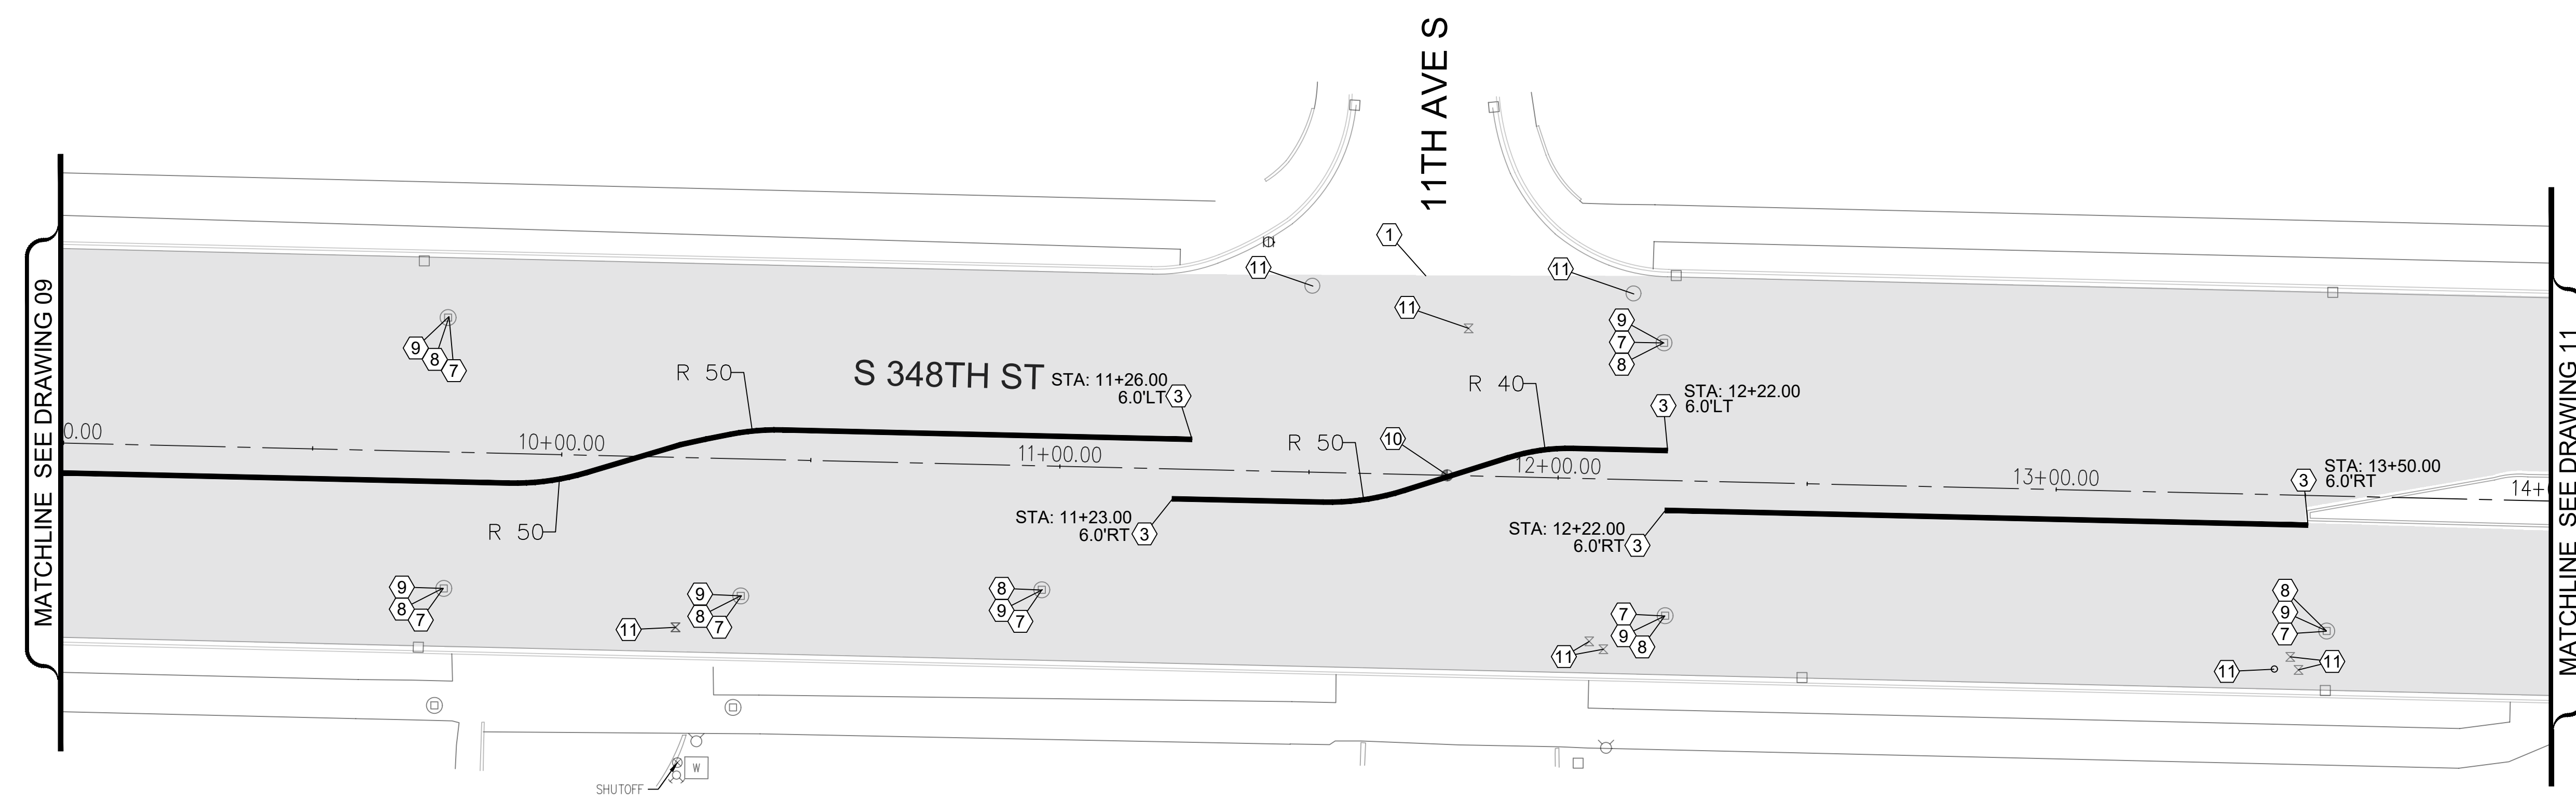 11TH AVE S
1
11
11
11
9
8
7
9
7
8
R 50
S 348TH ST
STA: 11+26.00
6.0'LT
3
R 40
3
STA: 12+22.00
6.0'LT
0.00
10+00.00
11+00.00
R 50
10
12+00.00
13+00.00
3
STA: 13+50.00
6.0'RT
14+
R 50
STA: 11+23.00
6.0'RT
3
STA: 12+22.00
6.0'RT
3
9
8
7
11
9
8
7
8
9
7
7
9
8
11
8
9
7
11
11
W
SHUTOFF
MATCHLINE SEE DRAWING 09
MATCHLINE SEE DRAWING 11